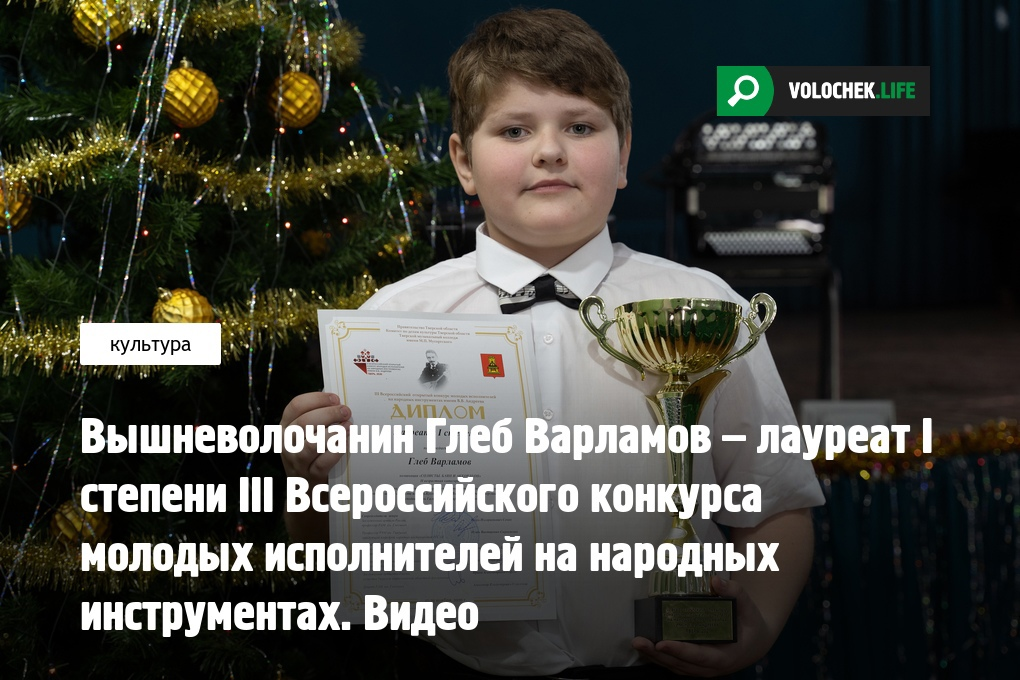 VOLOCHEK.LIFE
культура
ДИПЛОМ
Глеб Варламов
Вышневолочанин Глеб Варламов – лауреат I
степени III Всероссийского конкурса
молодых исполнителей на народных
инструментах. Видео